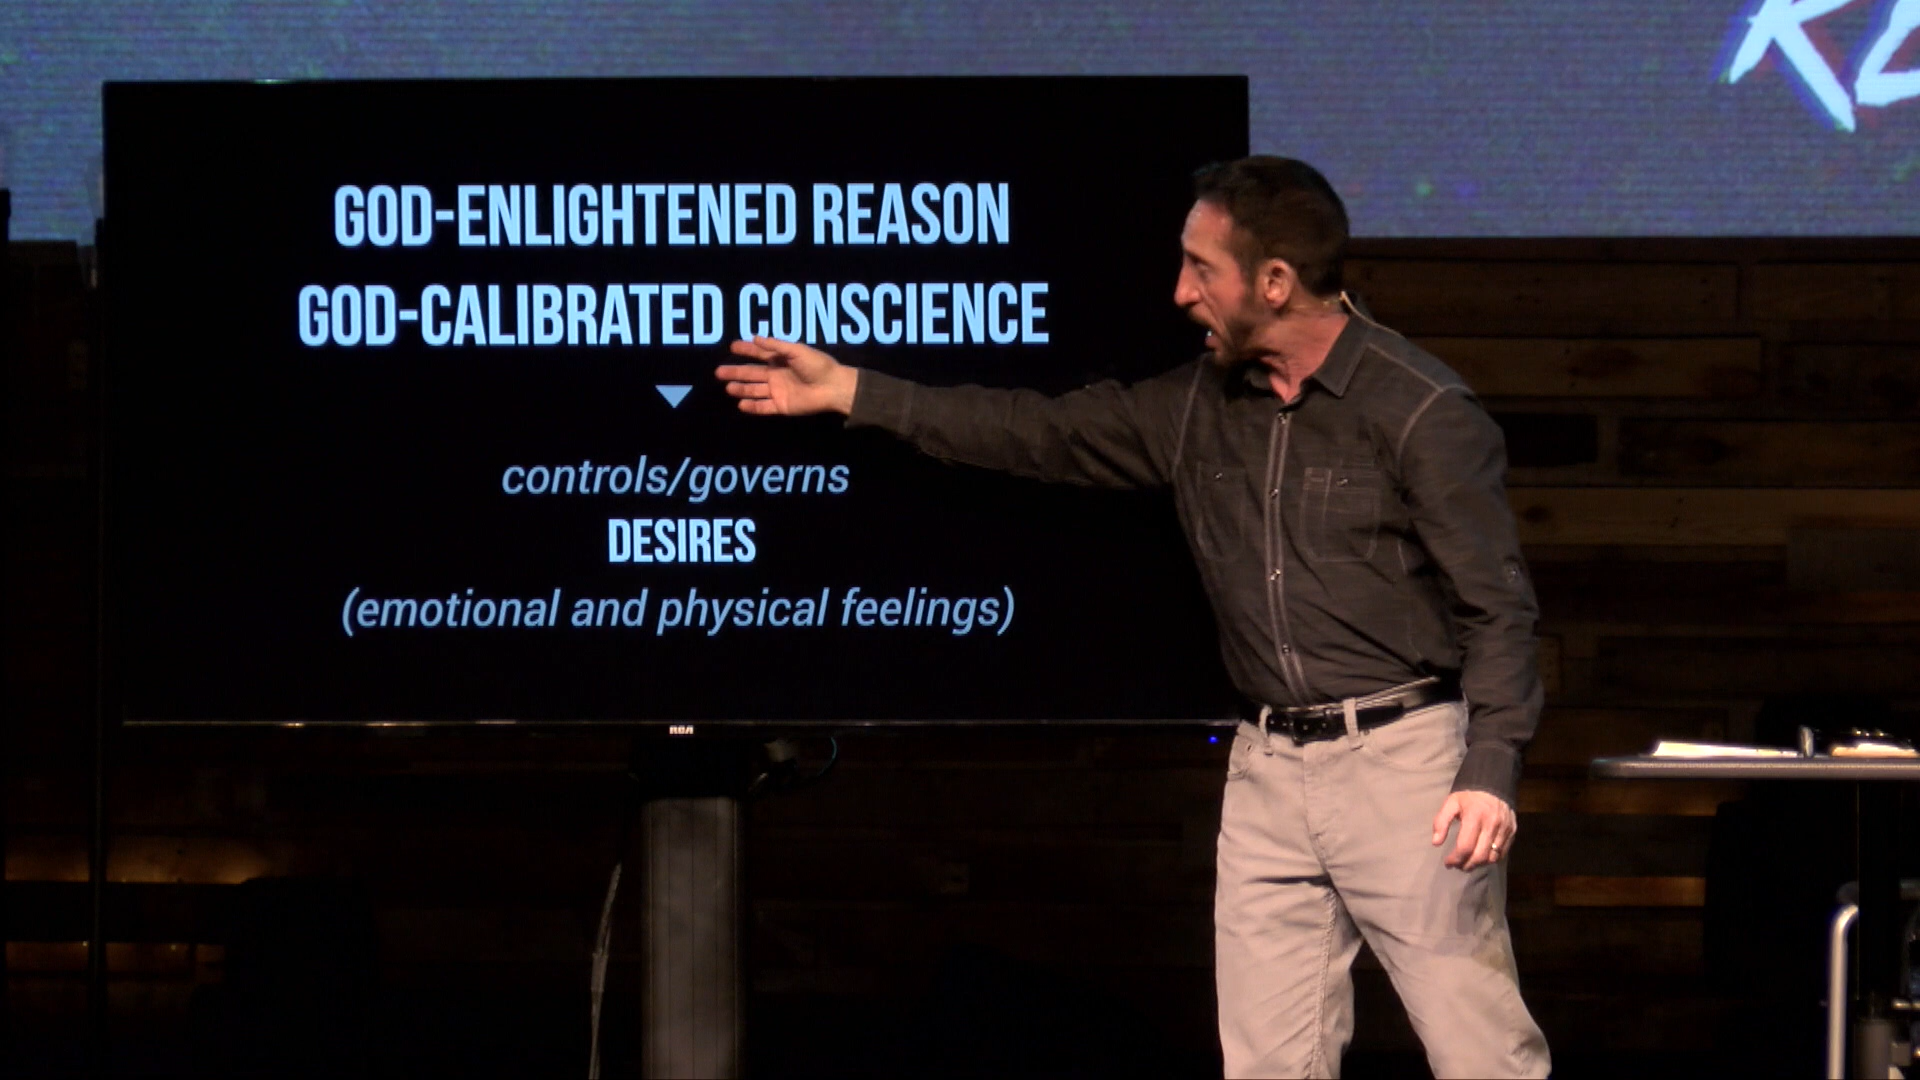 GOD-ENLIGHTENED REASON
GOD-CALIBRATED CONSCIENCE
controls/governs
DESIRES
(emotional and physical feelings)
RCA